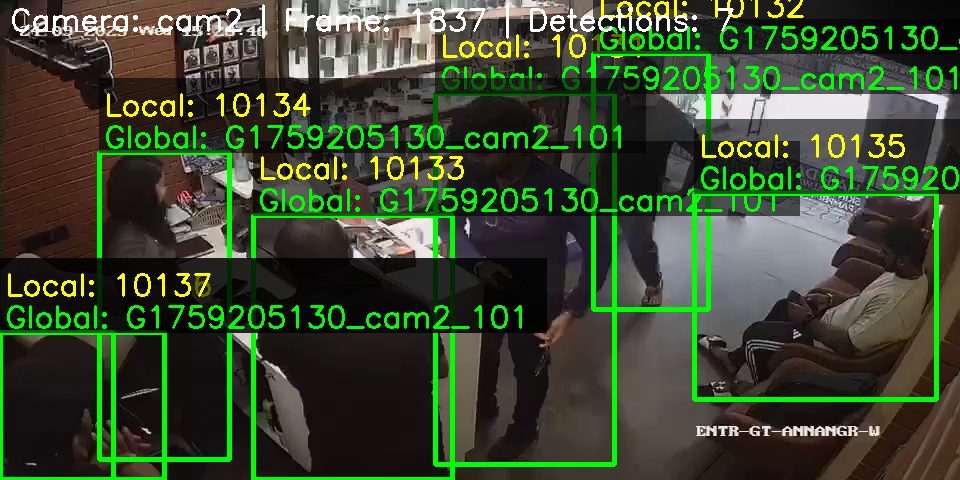 Camera: cam2 | Frame: 1837 | Detections: 7
Local: 10132
Global: G1759205130_
Local: 10
Global: G1759205130_cam2_101
Local: 10134
Global: G1759205130_cam2_101
Local: 10135
Global: G175920
Local: 10133
Global: G1759205130_cam2_101
Local: 10137
Global: G1759205130_cam2_101
ENTR-GT-ANNANGR-W